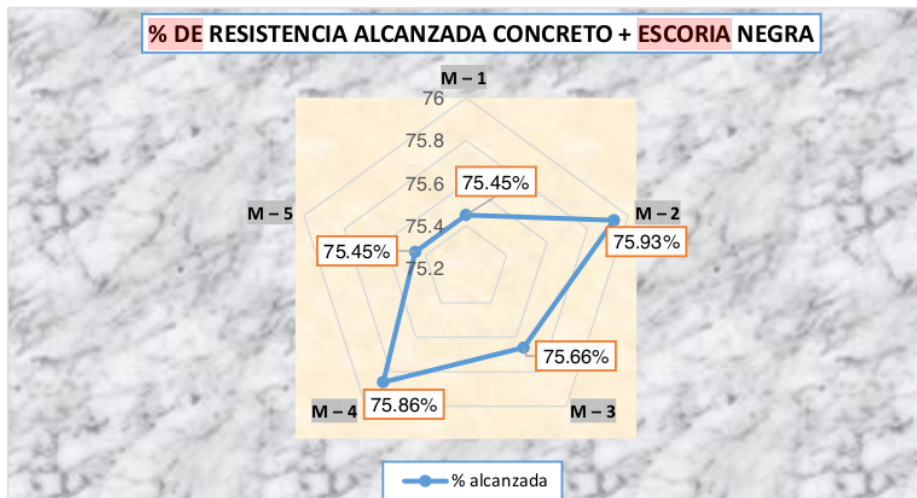 % DE RESISTENCIA ALCANZADA CONCRETO + ESCORIA NEGRA
M – 1
76
75.8
75.6
75.45%
75.4
M – 5
M – 2
75.93%
75.45%
75.2
75.66%
75.86%
M – 4
M – 3
% alcanzada